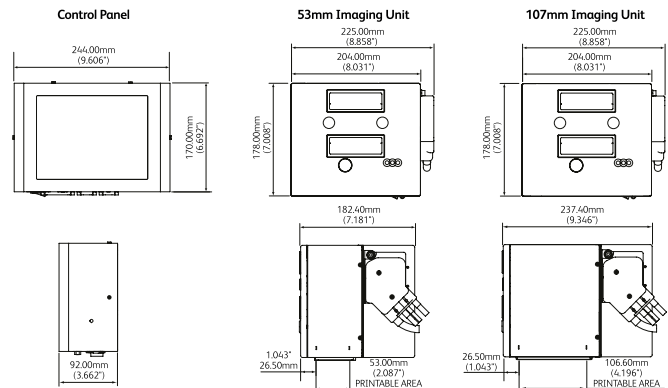 Control Panel
53mm Imaging Unit
107mm Imaging Unit
244.00mm
(9.606")
170.00mm
(6.692")
225.00mm
(8.858")
204.00mm
(8.031")
178.00mm
(7.008")
225.00mm
(8.858")
204.00mm
(8.031")
178.00mm
(7.008")
92.00mm
(3.662")
182.40mm
(7.181")
1.043"
26.50mm
53.00mm
(2.087")
PRINTABLE AREA
237.40mm
(9.346")
26.50mm
(1.043")
106.60mm
(4.196")
PRINTABLE AREA